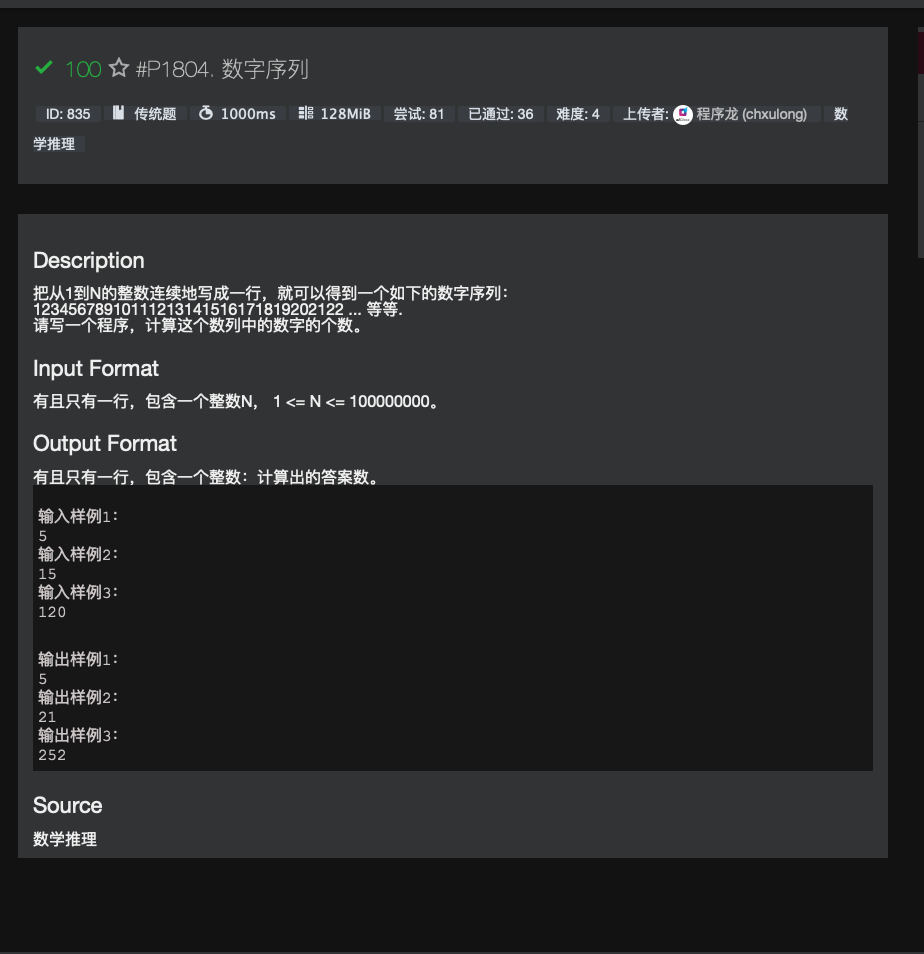 100 #P1804. 数字序列
ID: 835 传统题 1000ms 128MiB 尝试: 81 已通过: 36 难度: 4 上传者: 程序龙 (chxulong) 数
学推理
Description
把从1到N的整数连续地写成一行，就可以得到一个如下的数字序列：
12345678910111213141516171819202122 ... 等等.
请写一个程序，计算这个数列中的数字的个数。
Input Format
有且只有一行，包含一个整数N， 1 <= N <= 100000000。
Output Format
有且只有一行，包含一个整数：计算出的答案数。
输入样例1：
5
输入样例2：
15
输入样例3：
120
输出样例1：
5
输出样例2：
21
输出样例3：
252
Source
数学推理